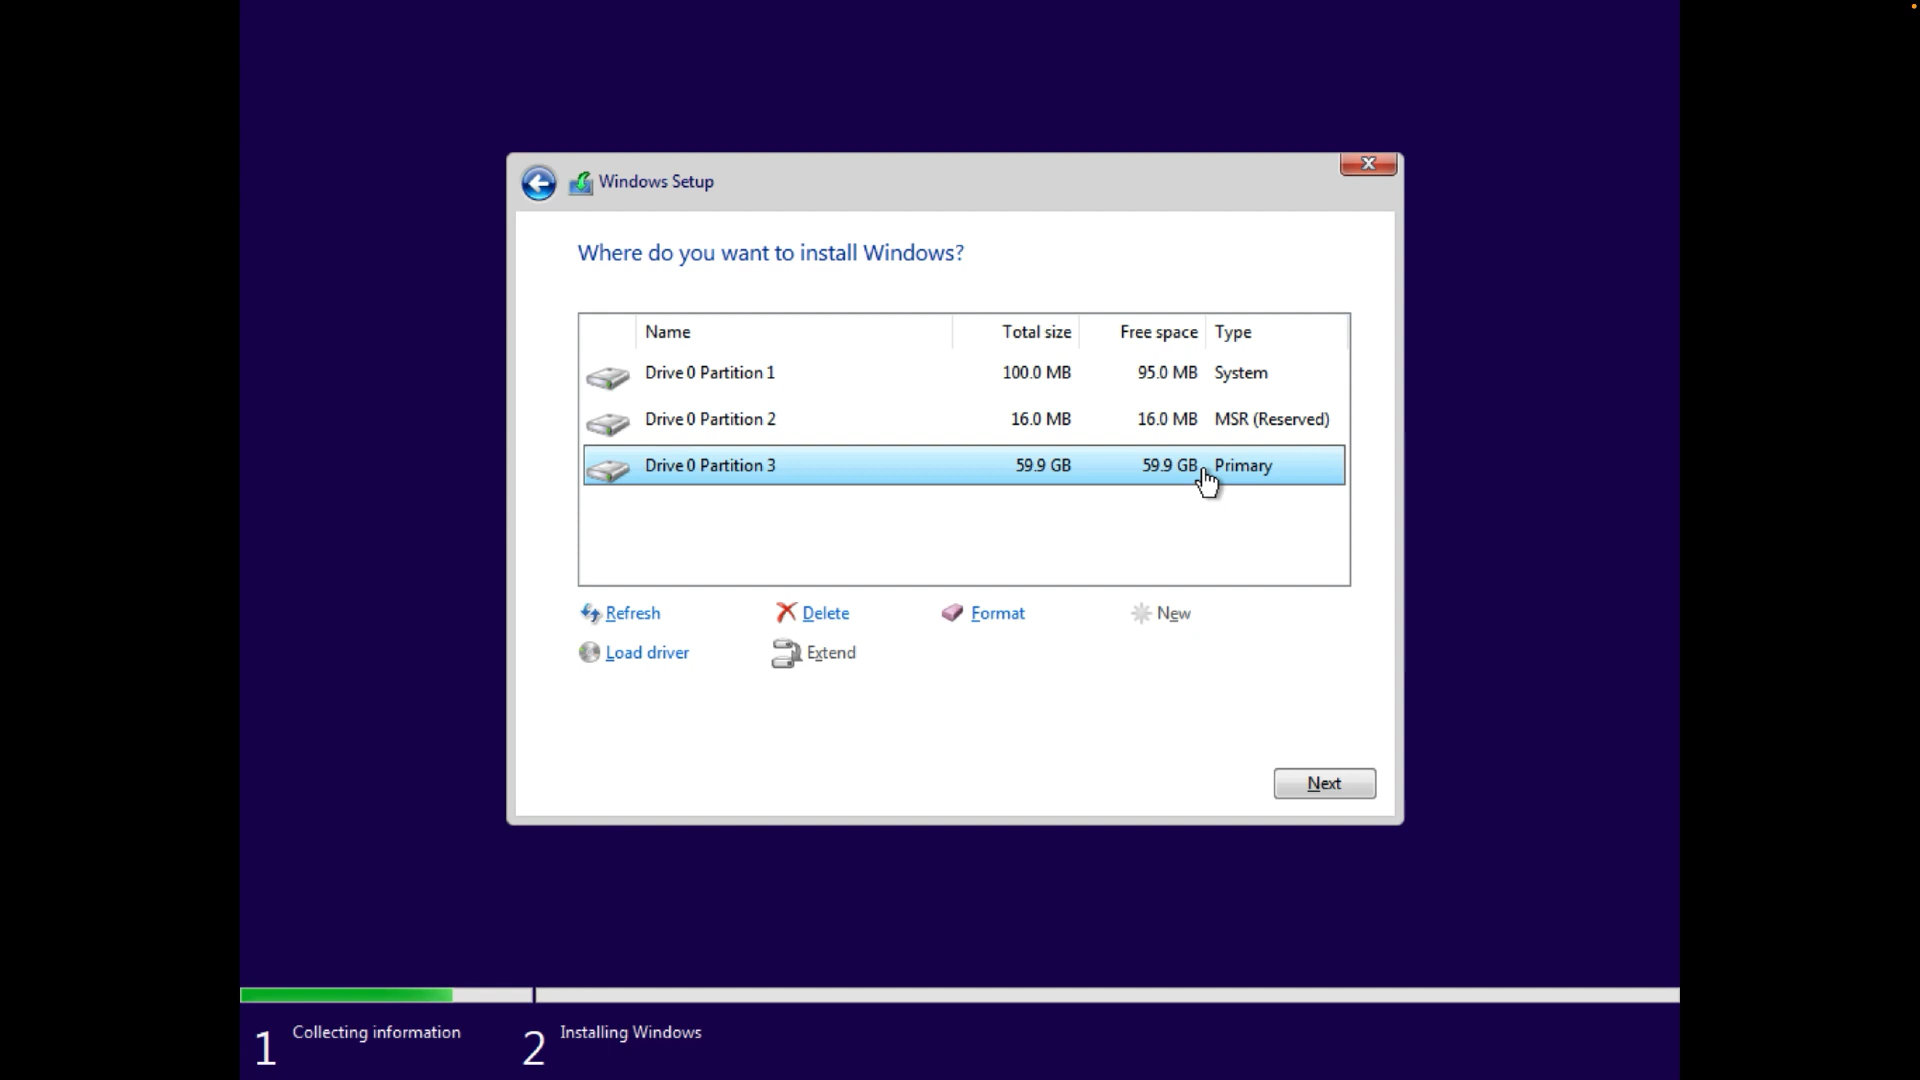 Windows Setup
Where do you want to install Windows?
Name Total size Free space Type
Drive 0 Partition 1 100.0 MB 95.0 MB System
Drive 0 Partition 2 16.0 MB 16.0 MB MSR (Reserved)
Drive 0 Partition 3 59.9 GB 59.9 GB Primary
Refresh Delete Format New
Load driver Extend
Next
1 Collecting information 2 Installing Windows